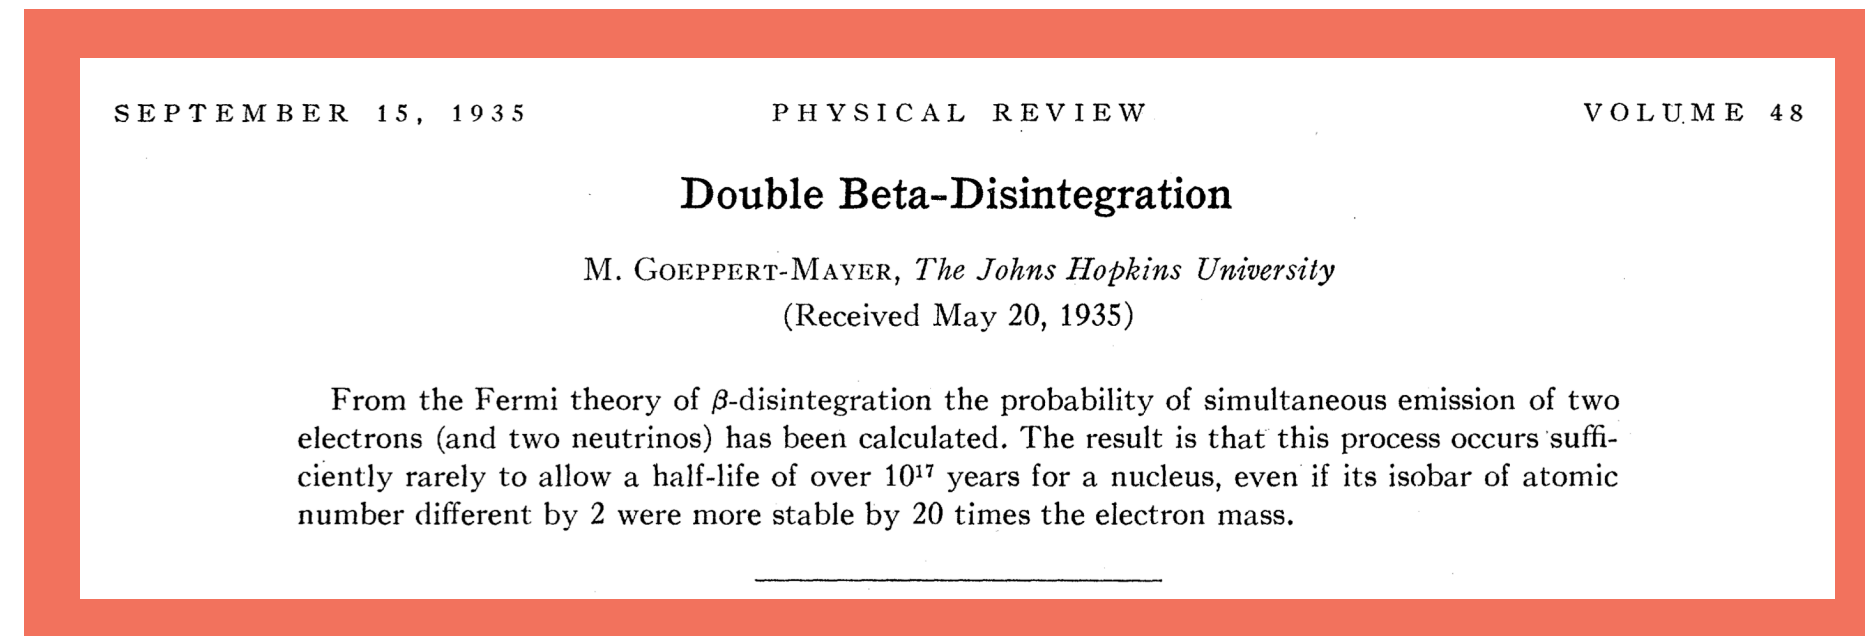 SEPTEMBER 15, 1935 PHYSICAL REVIEW VOLUME 48
Double Beta-Disintegration
M. GOEPPERT-MAYER, The Johns Hopkins University
(Received May 20, 1935)
From the Fermi theory of β-disintegration the probability of simultaneous emission of two
electrons (and two neutrinos) has been calculated. The result is that this process occurs suffi-
ciently rarely to allow a half-life of over 10¹⁷ years for a nucleus, even if its isobar of atomic
number different by 2 were more stable by 20 times the electron mass.